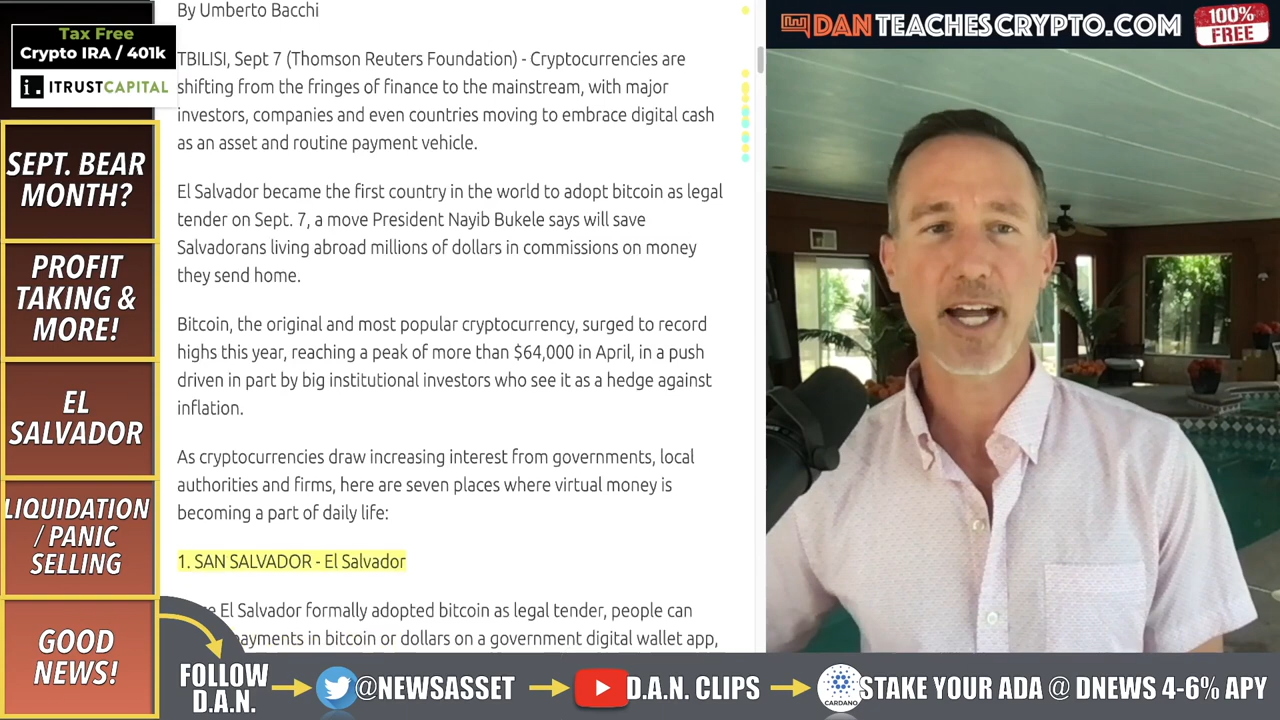 Tax Free
Crypto IRA / 401k
i. ITRUSTCAPITAL
SEPT. BEAR
MONTH?
PROFIT
TAKING &
MORE!
EL
SALVADOR
LIQUIDATION
/ PANIC
SELLING
GOOD
NEWS!
By Umberto Bacchi
TBILISI, Sept 7 (Thomson Reuters Foundation) - Cryptocurrencies are
shifting from the fringes of finance to the mainstream, with major
investors, companies and even countries moving to embrace digital cash
as an asset and routine payment vehicle.
El Salvador became the first country in the world to adopt bitcoin as legal
tender on Sept. 7, a move President Nayib Bukele says will save
Salvadorans living abroad millions of dollars in commissions on money
they send home.
Bitcoin, the original and most popular cryptocurrency, surged to record
highs this year, reaching a peak of more than $64,000 in April, in a push
driven in part by big institutional investors who see it as a hedge against
inflation.
As cryptocurrencies draw increasing interest from governments, local
authorities and firms, here are seven places where virtual money is
becoming a part of daily life:
1. SAN SALVADOR - El Salvador
El Salvador formally adopted bitcoin as legal tender, people can
payments in bitcoin or dollars on a government digital wallet app,
DANTEACHESCRYPTO.COM
100%
FREE
FOLLOW
D.A.N.
@NEWSASSET
D.A.N. CLIPS
CARDANO
STAKE YOUR ADA @ DNEWS 4-6% APY